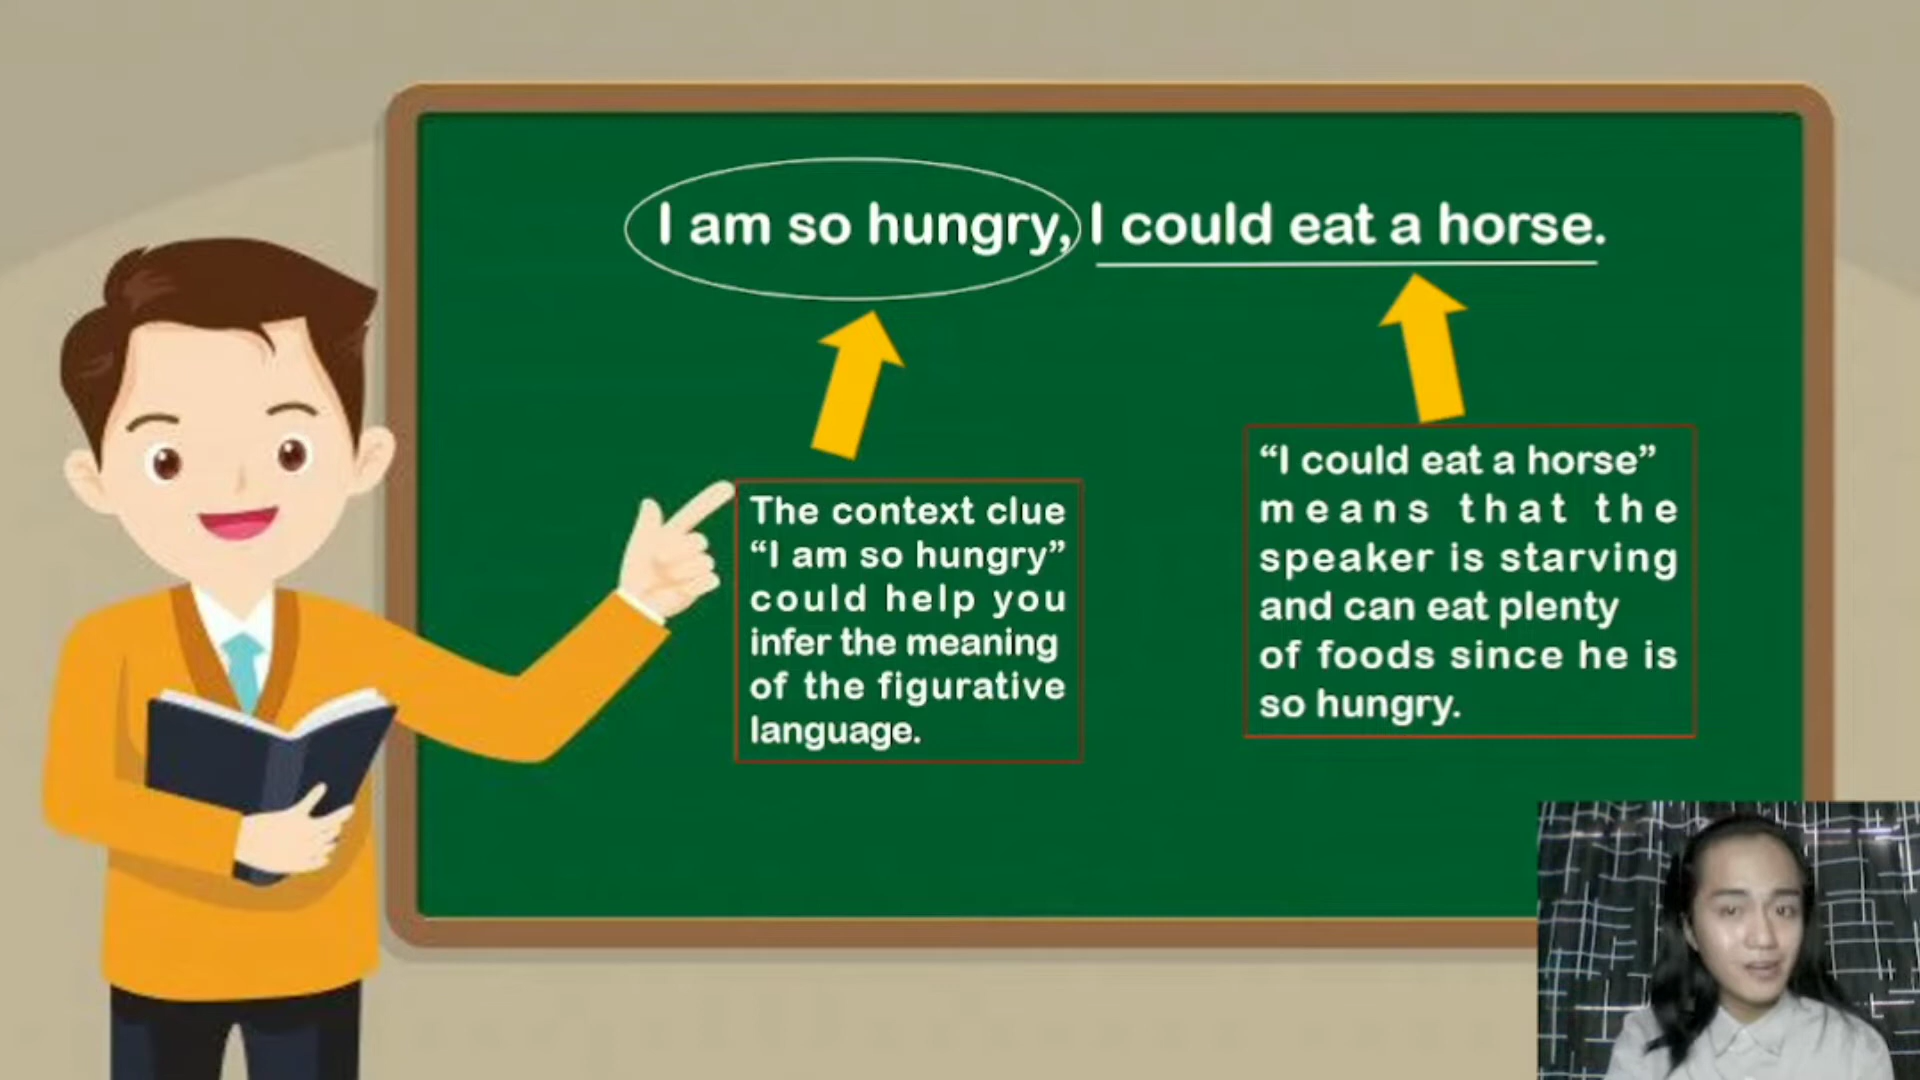 I am so hungry, I could eat a horse.
The context clue
“I am so hungry”
could help you
infer the meaning
of the figurative
language.
“I could eat a horse”
means that the
speaker is starving
and can eat plenty
of foods since he is
so hungry.